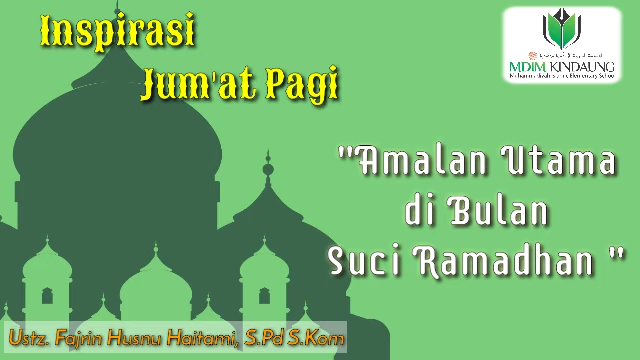 Inspirasi
Jum'at Pagi
MDIM KINDAUNG
"Amalan Utama
di Bulan
Suci Ramadhan "
Ustz. Fajrin Husnu Haitami, S.Pd S.Kom